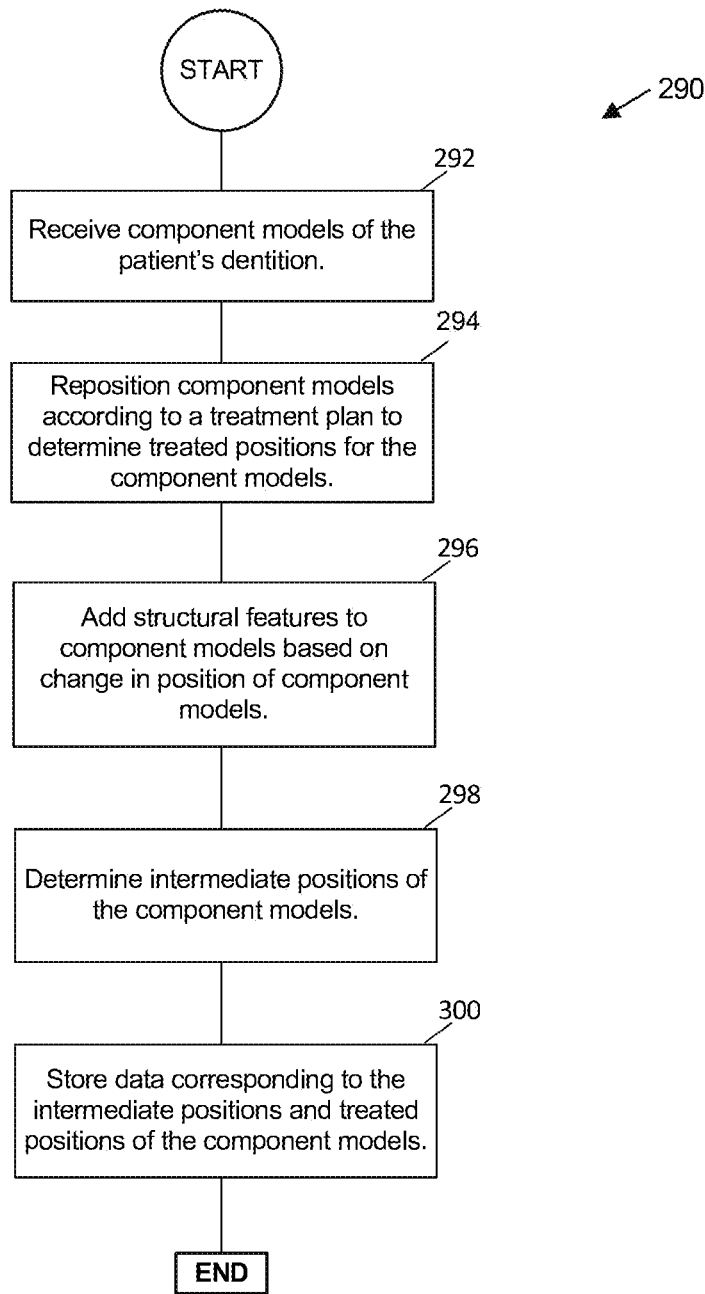 START
290
292
Receive component models of the
patient's dentition.
294
Reposition component models
according to a treatment plan to
determine treated positions for the
component models.
296
Add structural features to
component models based on
change in position of component
models.
298
Determine intermediate positions of
the component models.
300
Store data corresponding to the
intermediate positions and treated
positions of the component models.
END